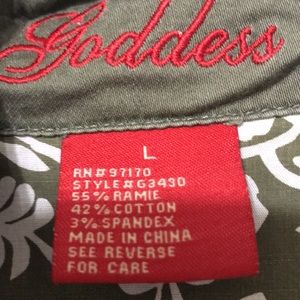 Goddess
L
RN#97170
STYLE#G3430
55% RAMIE
42% COTTON
3% SPANDEX
MADE IN CHINA
SEE REVERSE
FOR CARE